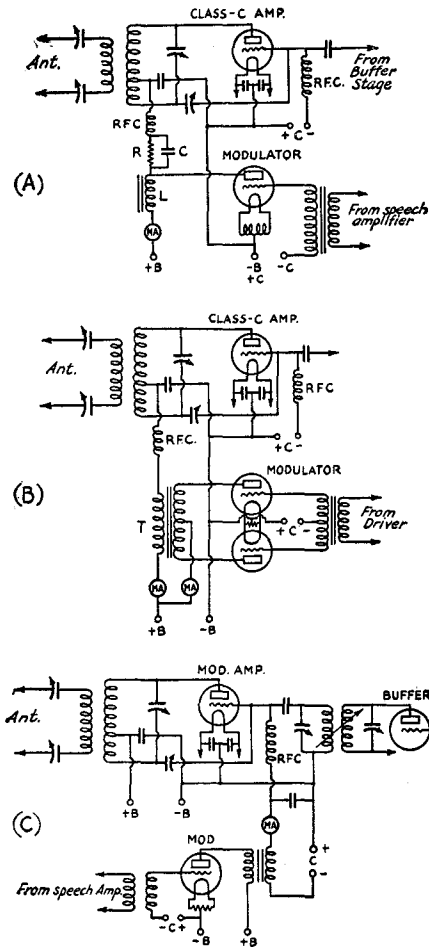 CLASS-C AMP.
Ant.
From
Buffer
Stage
R.F.C.
+ C -
RFC
R
C
MODULATOR
(A)
L
From speech
amplifier
MA
+B
-B
+C
-C
CLASS-C AMP.
Ant.
RFC
+C-
RFC.
MODULATOR
(B)
T
+ C -
From
Driver
MA
MA
+B
-B
MOD. AMP.
BUFFER
Ant.
RFC
+B
-B
(C)
MA
MOD
+
C
-
From speech Amp.
-C+
-B
+B